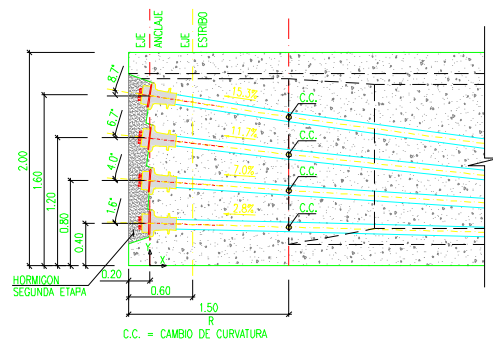 EJE
ANCLAJE
EJE
ESTRIBO
8.7°
6.7°
4.0°
1.6°
2.00
1.60
1.20
0.80
0.40
C.C.
C.C.
C.C.
C.C.
Y
X
HORMIGON
SEGUNDA ETAPA
0.20
0.60
1.50
R
C.C. = CAMBIO DE CURVATURA